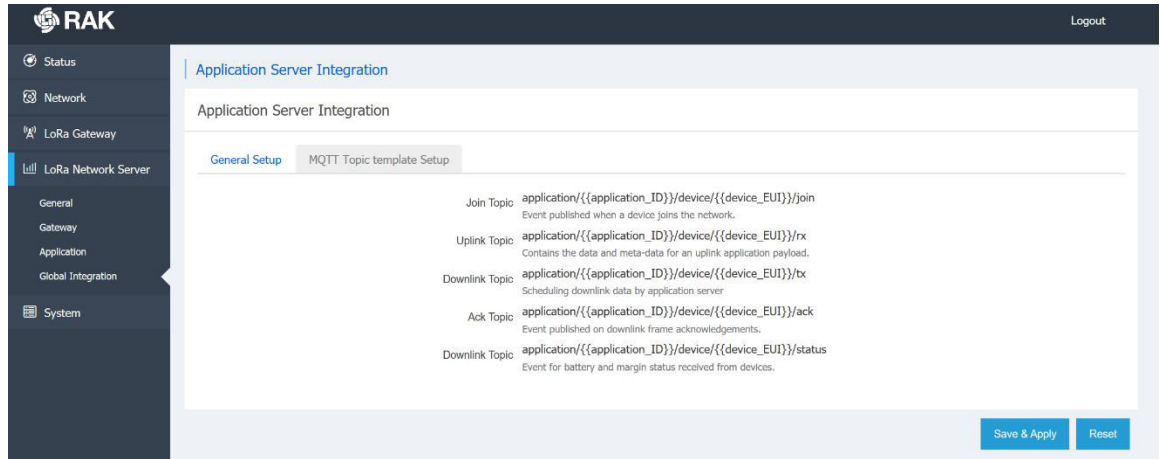 RAK
Logout
Status
Network
LoRa Gateway
LoRa Network Server
General
Gateway
Application
Global Integration
System
Application Server Integration
Application Server Integration
General Setup
MQTT Topic template Setup
Join Topic application/{{application_ID}}/device/{{device_EUI}}/join
Event published when a device joins the network.
Uplink Topic application/{{application_ID}}/device/{{device_EUI}}/rx
Contains the data and meta-data for an uplink application payload.
Downlink Topic application/{{application_ID}}/device/{{device_EUI}}/tx
Scheduling downlink data by application server
Ack Topic application/{{application_ID}}/device/{{device_EUI}}/ack
Event published on downlink frame acknowledgements.
Downlink Topic application/{{application_ID}}/device/{{device_EUI}}/status
Event for battery and margin status received from devices.
Save & Apply
Reset